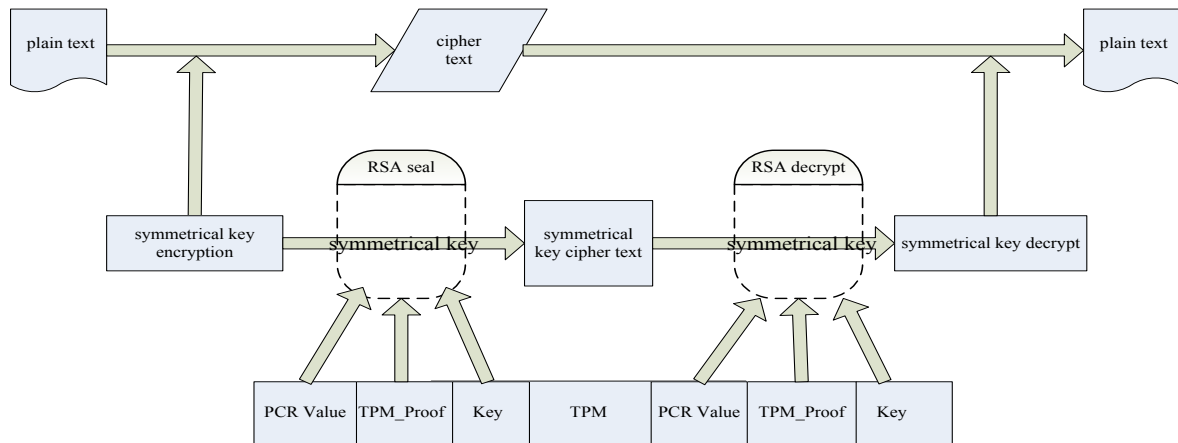 plain text
cipher
text
plain text
RSA seal
RSA decrypt
symmetrical key
encryption
symmetrical key
symmetrical
key cipher text
symmetrical key
symmetrical key decrypt
PCR Value
TPM_Proof
Key
TPM
PCR Value
TPM_Proof
Key